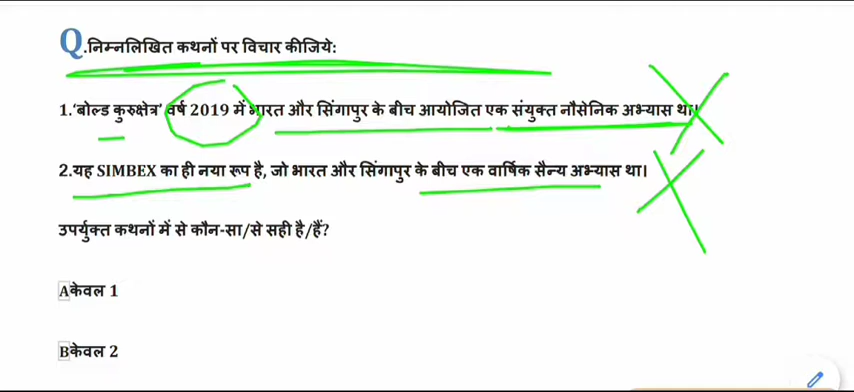 Q.निम्नलिखित कथनों पर विचार कीजिये:
1.‘बोल्ड कुरुक्षेत्र’ वर्ष 2019 में भारत और सिंगापुर के बीच आयोजित एक संयुक्त नौसेनिक अभ्यास था।
2.यह SIMBEX का ही नया रूप है, जो भारत और सिंगापुर के बीच एक वार्षिक सैन्य अभ्यास था।
उपर्युक्त कथनों में से कौन-सा/से सही है/हैं?
Aकेवल 1
Bकेवल 2